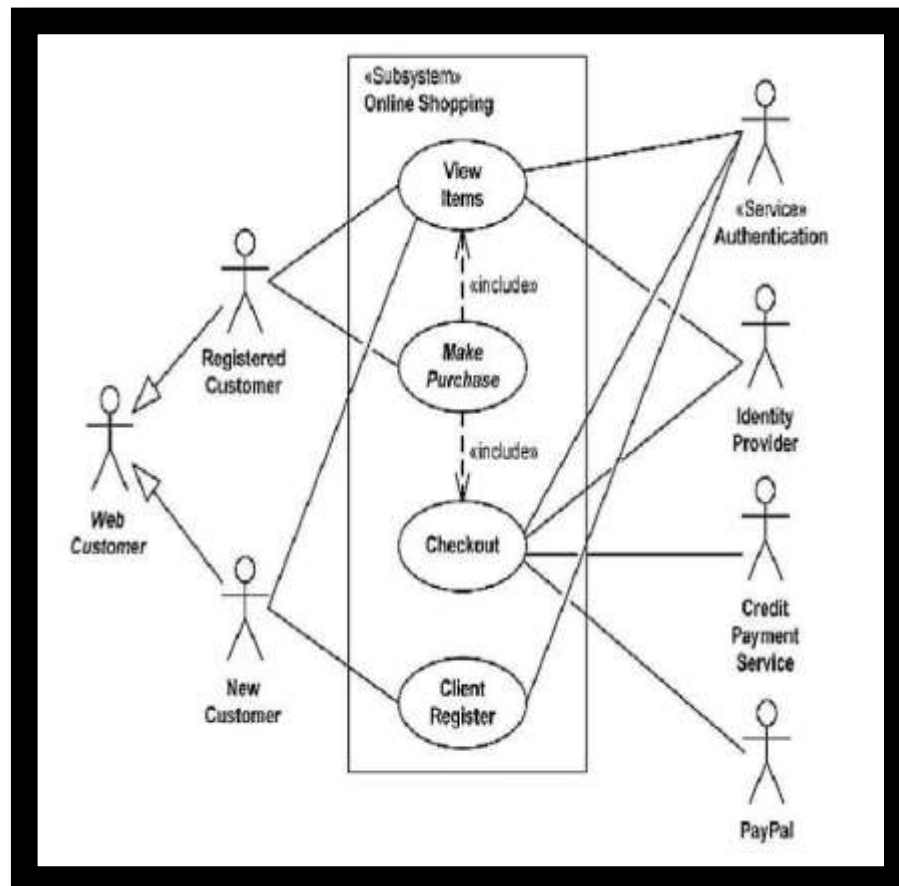 «Subsystem»
Online Shopping
View
Items
«include»
Make
Purchase
«include»
Checkout
Client
Register
Registered
Customer
Web
Customer
New
Customer
«Service»
Authentication
Identity
Provider
Credit
Payment
Service
PayPal